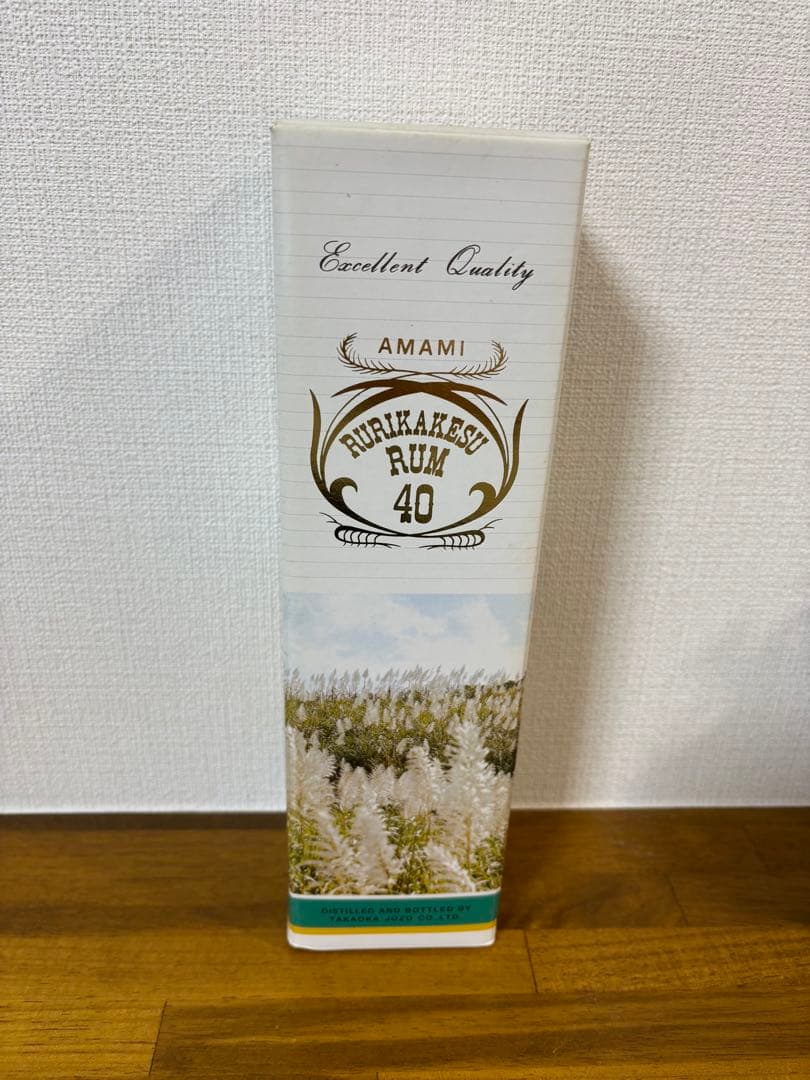 Excellent Quality
AMAMI
RURIKAKESU
RUM
40
DISTILLED AND BOTTLED BY
TAKAOKA JOZO CO.,LTD.